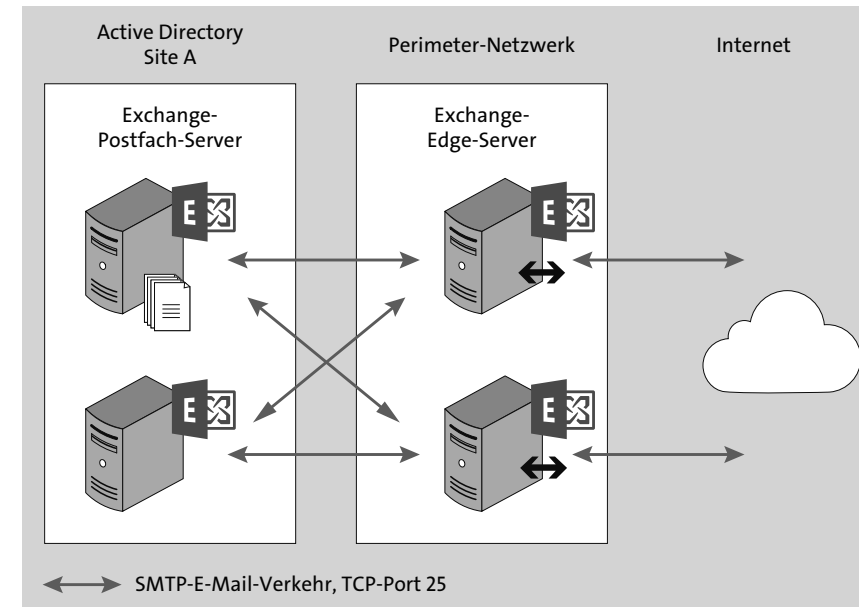 Active Directory
Site A
Perimeter-Netzwerk
Internet
Exchange-
Postfach-Server
Exchange-
Edge-Server
E
E
E
E
SMTP-E-Mail-Verkehr, TCP-Port 25